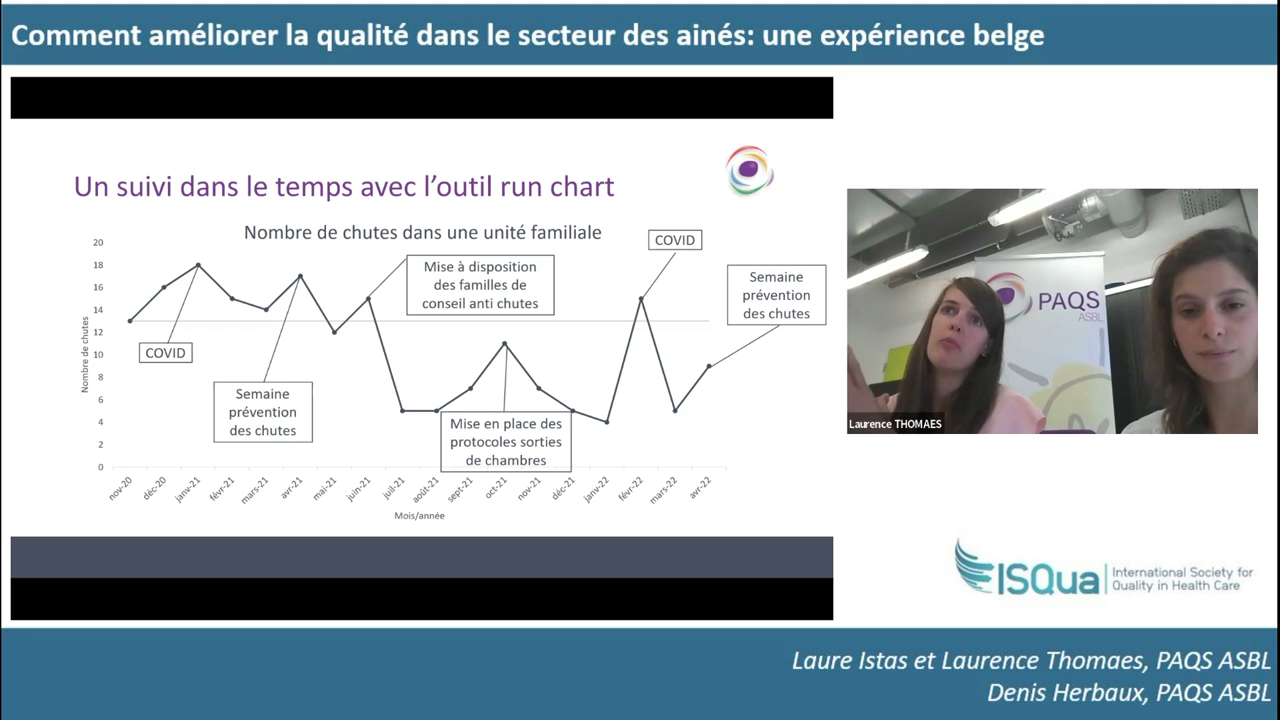 Comment améliorer la qualité dans le secteur des ainés: une expérience belge
Un suivi dans le temps avec l'outil run chart
Nombre de chutes dans une unité familiale
Nombre de chutes
20
18
16
14
12
10
8
6
4
2
0
COVID
Semaine
prévention
des chutes
Mise à disposition
des familles de
conseil anti chutes
Mise en place des
protocoles sorties
de chambres
COVID
Semaine
prévention
des chutes
nov-20
déc-20
janv-21
févr-21
mars-21
avr-21
mai-21
juin-21
juil-21
août-21
sept-21
oct-21
nov-21
déc-21
janv-22
févr-22
mars-22
avr-22
Mois/année
PAQS
ASBL
Laurence THOMAES
ISQua
International Society for
Quality in Health Care
Laure Istas et Laurence Thomaes, PAQS ASBL
Denis Herbaux, PAQS ASBL